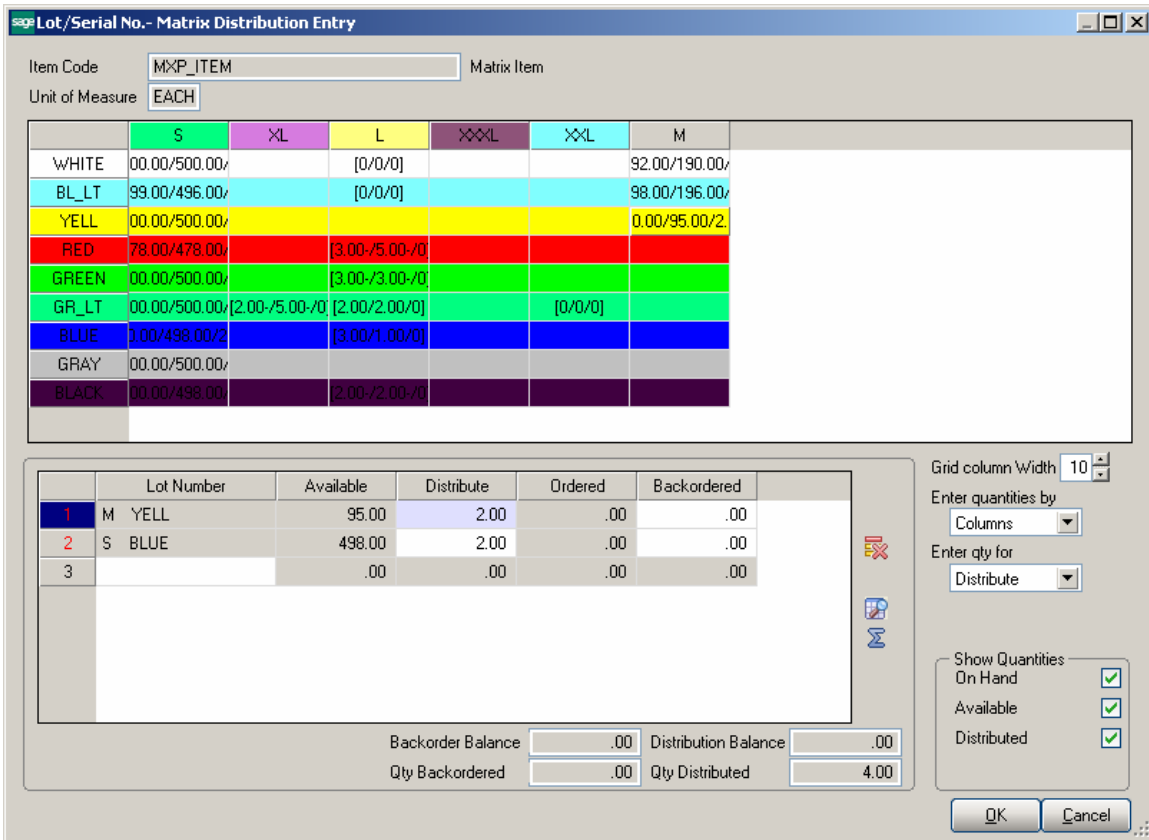 sage Lot/Serial No.- Matrix Distribution Entry
Item Code MXP_ITEM Matrix Item
Unit of Measure EACH
S XL L XXXL XXL M
WHITE 00.00/500.00/ [0/0/0] 92.00/190.00/
BL_LT 99.00/496.00/ [0/0/0] 98.00/196.00/
YELL 00.00/500.00/ 0.00/95.00/2.
RED 78.00/478.00/ [3.00-/5.00-/0]
GREEN 00.00/500.00/ [3.00-/3.00-/0]
GR_LT 00.00/500.00/ [2.00-/5.00-/0] [2.00/2.00/0] [0/0/0]
BLUE 0.00/498.00/2 [3.00/1.00/0]
GRAY 00.00/500.00/
BLACK 00.00/498.00/ [2.00-/2.00-/0
Grid column Width 10
Lot Number Available Distribute Ordered Backordered
Enter quantities by
1 M YELL 95.00 2.00 .00 .00
Columns
2 S BLUE 498.00 2.00 .00 .00
Enter qty for
3 .00 .00 .00 .00
Distribute
Show Quantities
On Hand
Available
Distributed
Backorder Balance .00 Distribution Balance .00
Qty Backordered .00 Qty Distributed 4.00
OK Cancel